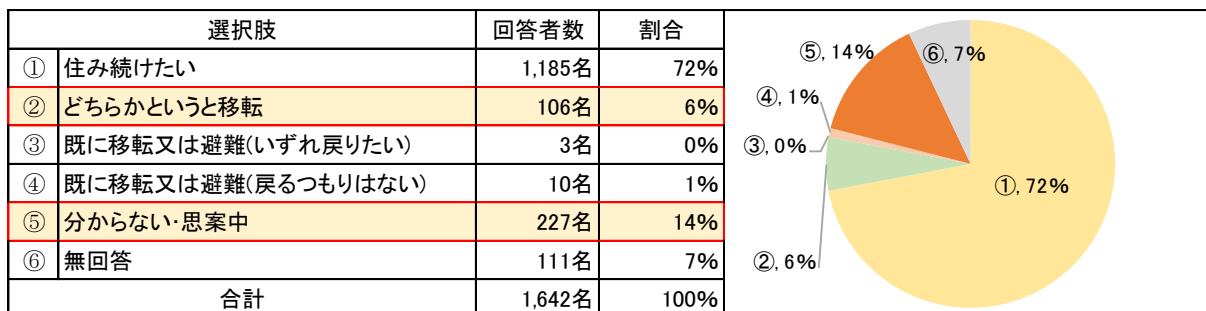 選択肢 回答者数 割合
① 住み続けたい 1,185名 72%
② どちらかというと移転 106名 6%
③ 既に移転又は避難(いずれ戻りたい) 3名 0%
④ 既に移転又は避難(戻るつもりはない) 10名 1%
⑤ 分からない・思案中 227名 14%
⑥ 無回答 111名 7%
合計 1,642名 100%
⑤, 14%
⑥, 7%
④, 1%
③, 0%
①, 72%
②, 6%